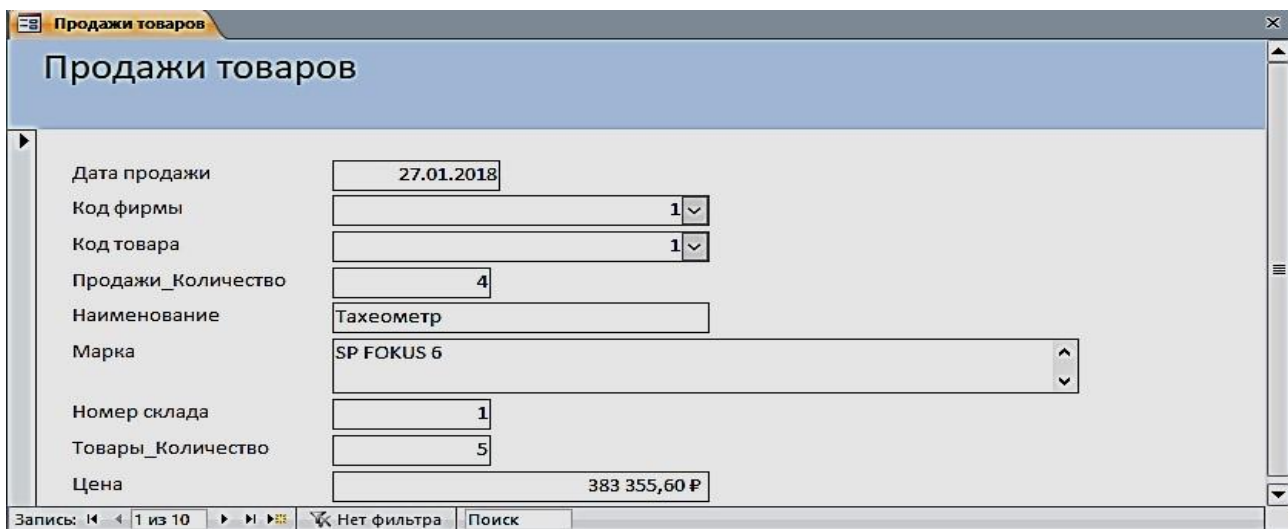 Продажи товаров
Продажи товаров
Дата продажи 27.01.2018
Код фирмы 1
Код товара 1
Продажи_Количество 4
Наименование Тахеометр
Марка SP FOKUS 6
Номер склада 1
Товары_Количество 5
Цена 383 355,60 ₽
Запись: 1 из 10 Нет фильтра Поиск